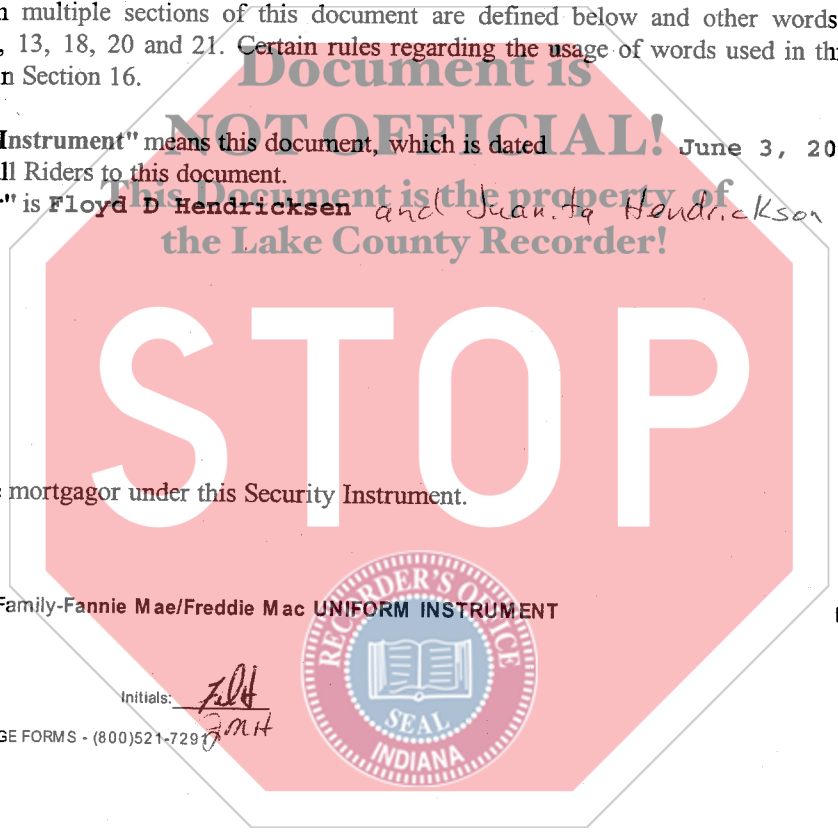 n multiple sections of this document are defined below and other words
, 13, 18, 20 and 21. Certain rules regarding the usage of words used in th
n Section 16.
Document is
NOT OFFICIAL!
Instrument" means this document, which is dated June 3, 20
ll Riders to this document.
This Document is the property of
" is Floyd D Hendricksen and Juanita Hendrickson
the Lake County Recorder!
STOP
mortgagor under this Security Instrument.
Family-Fannie Mae/Freddie Mac UNIFORM INSTRUMENT
RECORDER'S OFFICE
SEAL
INDIANA
Initials: FDH
JMH
GE FORMS - (800)521-7291